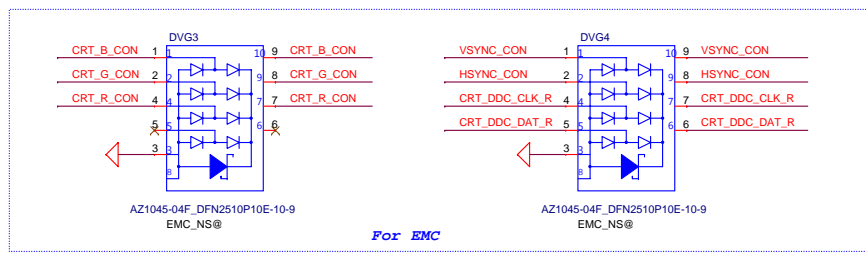 DVG3
CRT_B_CON 1 1 10 9 CRT_B_CON
CRT_G_CON 2 2 9 8 CRT_G_CON
CRT_R_CON 4 4 7 7 CRT_R_CON
5 5 6 6
3 3
8
AZ1045-04F_DFN2510P10E-10-9
EMC_NS@
DVG4
VSYNC_CON 1 1 10 9 VSYNC_CON
HSYNC_CON 2 2 9 8 HSYNC_CON
CRT_DDC_CLK_R 4 4 7 7 CRT_DDC_CLK_R
CRT_DDC_DAT_R 5 5 6 6 CRT_DDC_DAT_R
3 3
8
AZ1045-04F_DFN2510P10E-10-9
EMC_NS@
For EMC